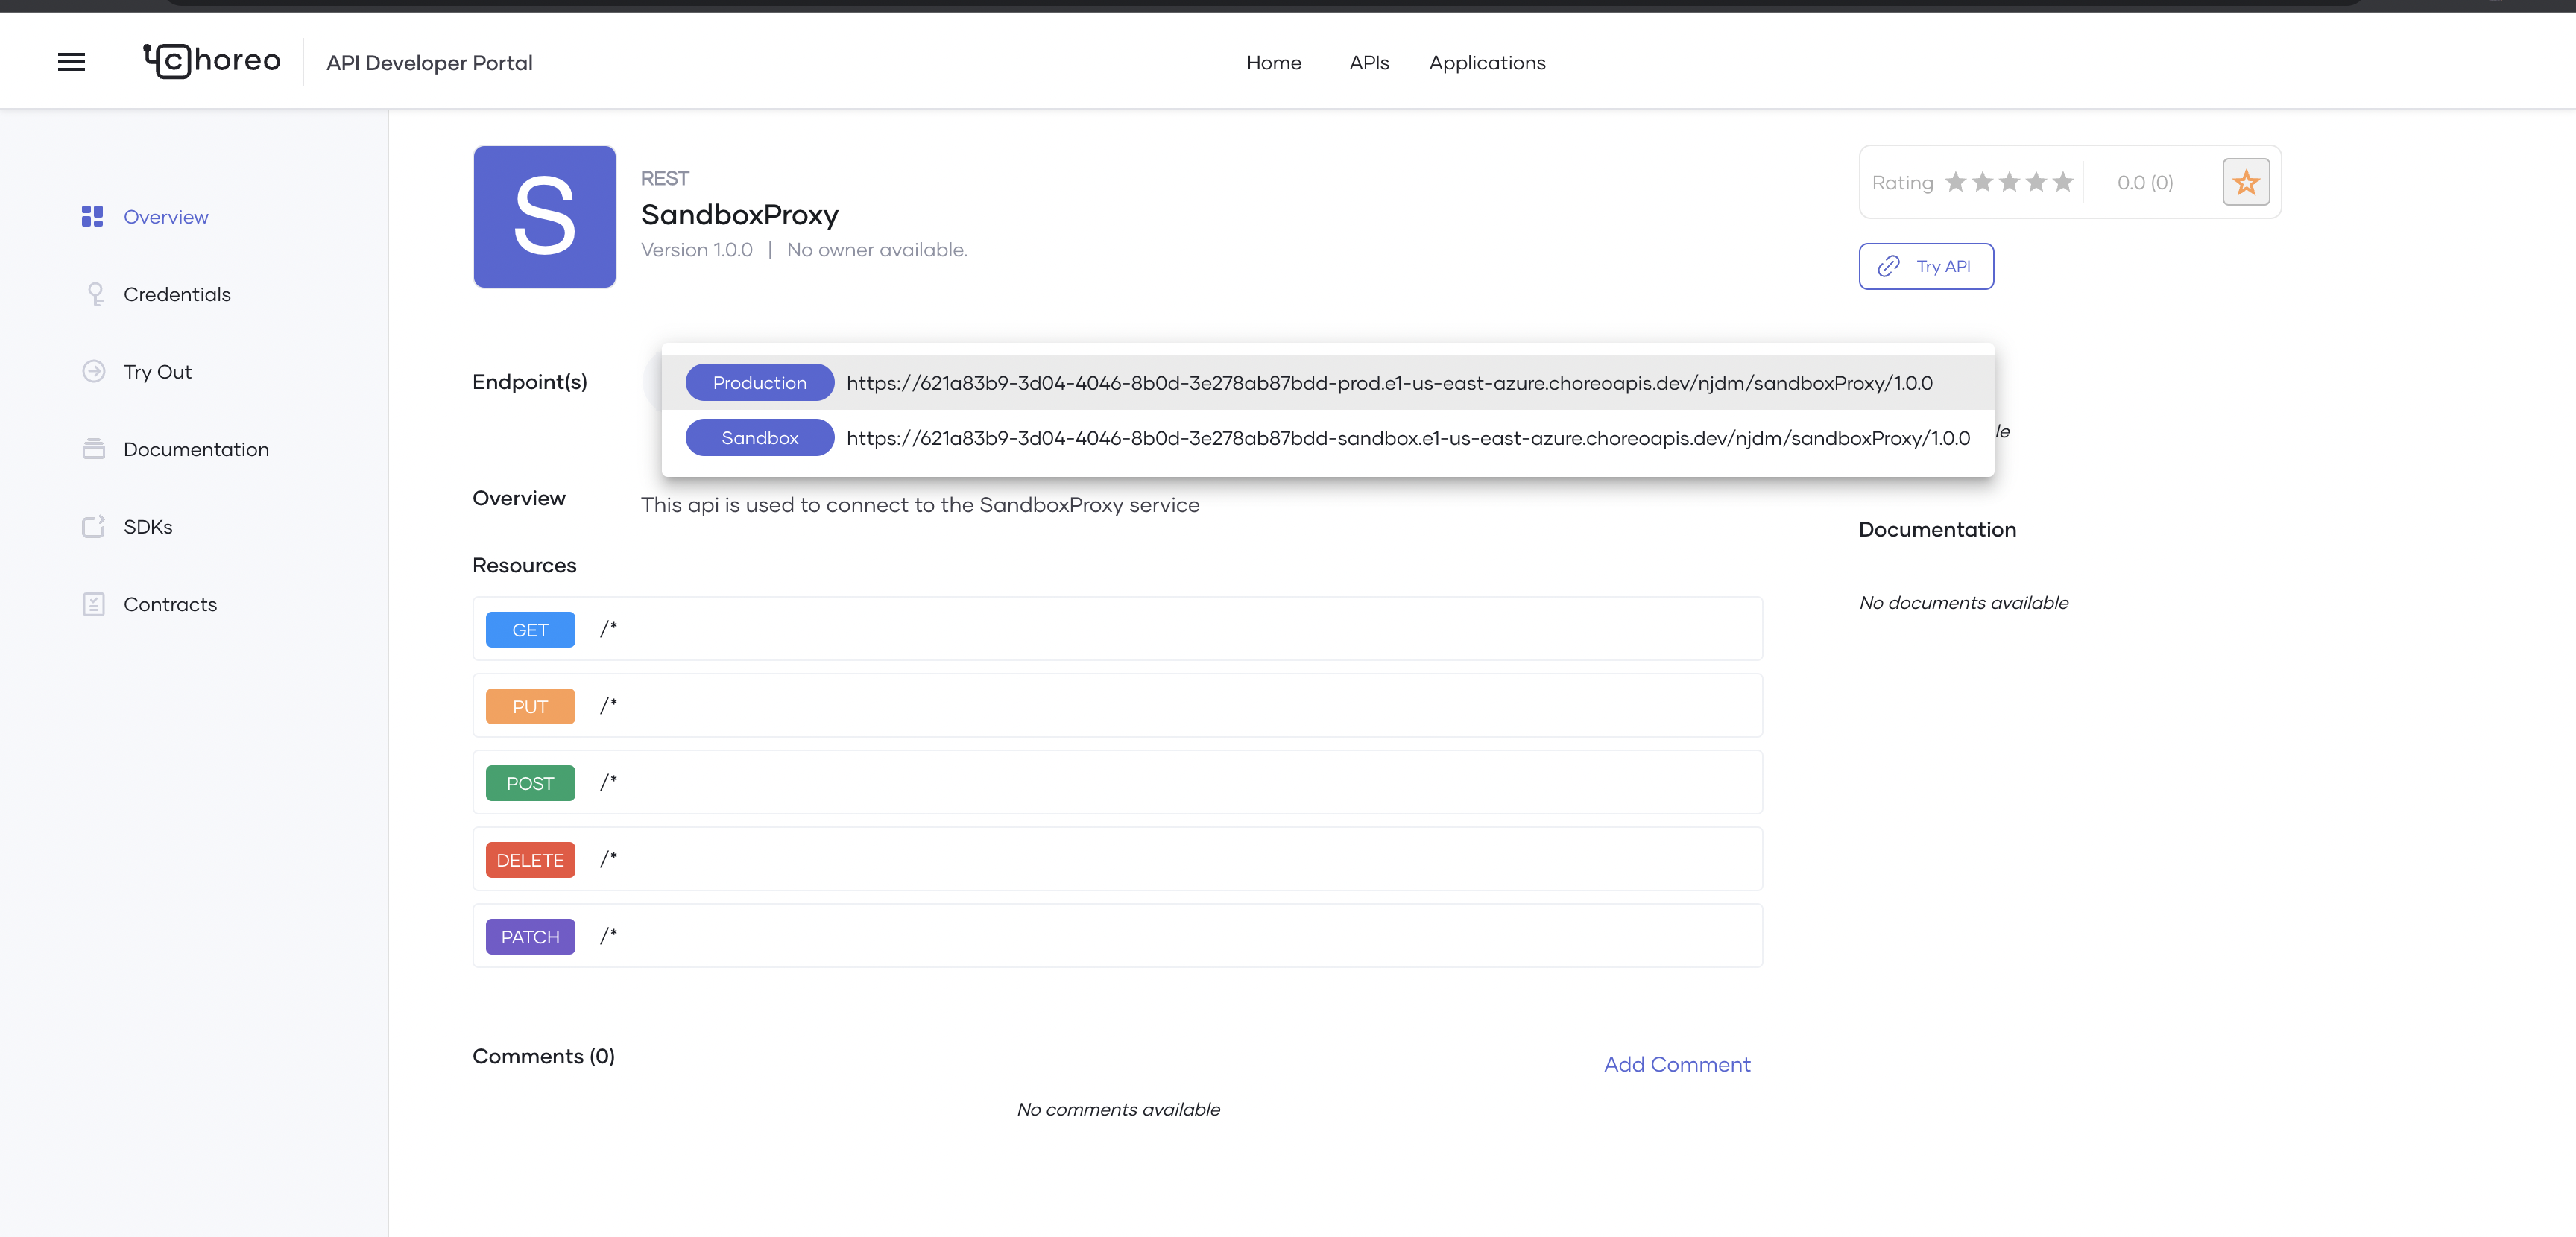 choreo
API Developer Portal
Home
APIs
Applications
Overview
Credentials
Try Out
Documentation
SDKs
Contracts
S
REST
SandboxProxy
Version 1.0.0 | No owner available.
Rating
0.0 (0)
Try API
Endpoint(s)
Production https://621a83b9-3d04-4046-8b0d-3e278ab87bdd-prod.e1-us-east-azure.choreoapis.dev/njdm/sandboxProxy/1.0.0
Sandbox https://621a83b9-3d04-4046-8b0d-3e278ab87bdd-sandbox.e1-us-east-azure.choreoapis.dev/njdm/sandboxProxy/1.0.0
Overview
This api is used to connect to the SandboxProxy service
Resources
GET /*
PUT /*
POST /*
DELETE /*
PATCH /*
Documentation
No documents available
Comments (0)
Add Comment
No comments available